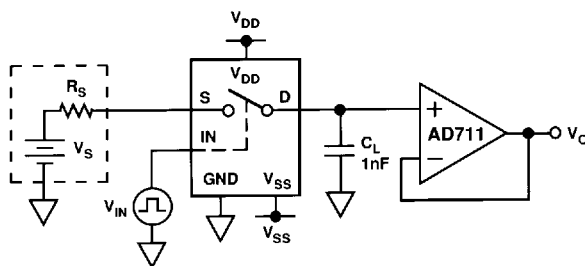 VDD
VDD
RS
S
D
+
AD711
VO
VS
IN
CL
1nF
−
GND
VSS
VIN
VSS